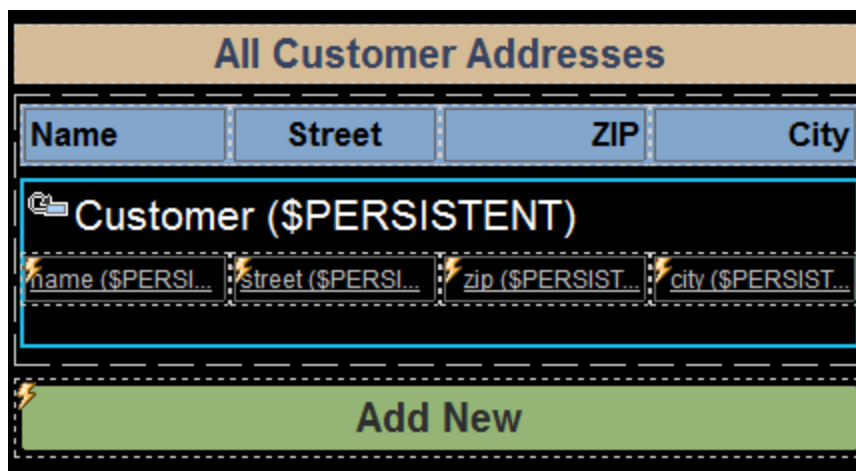 All Customer Addresses
Name Street ZIP City
Customer ($PERSISTENT)
name ($PERSI... street ($PERSI... zip ($PERSIST... city ($PERSIST...
Add New